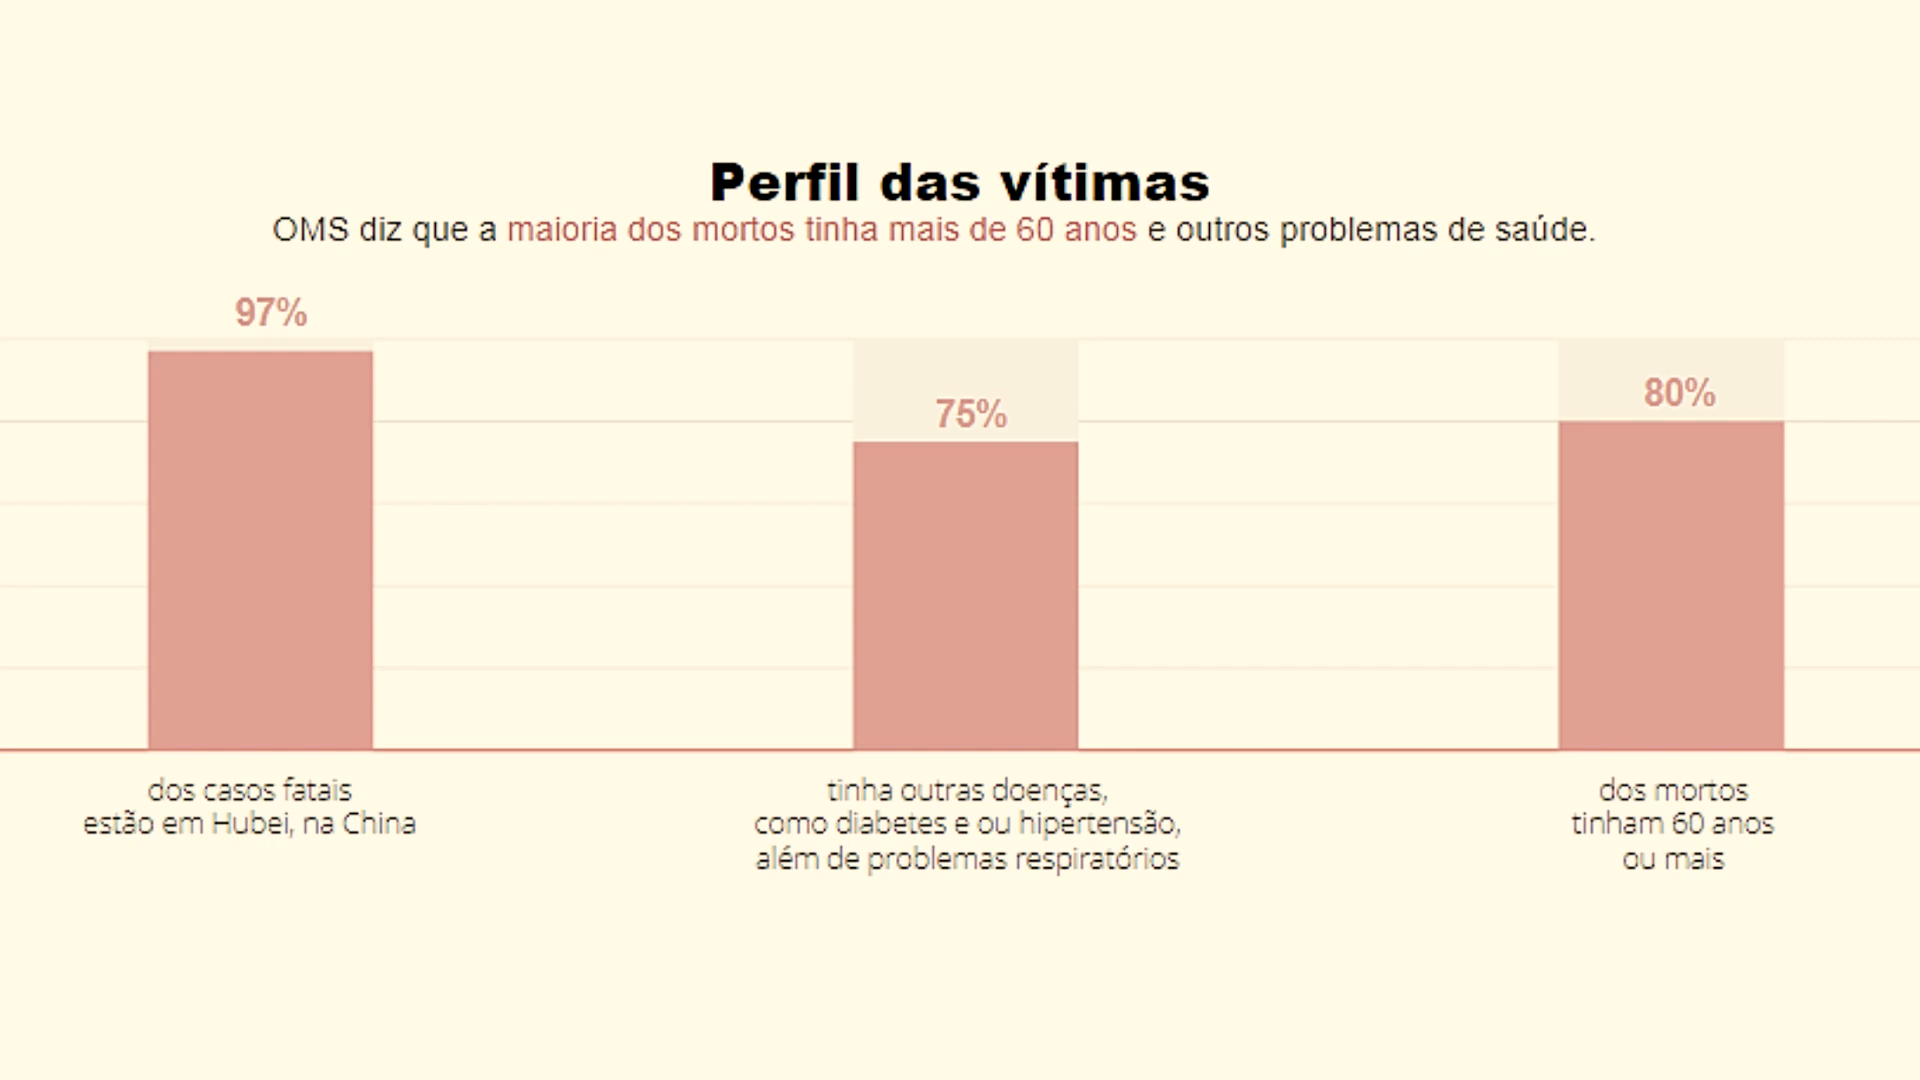 Perfil das vítimas
OMS diz que a maioria dos mortos tinha mais de 60 anos e outros problemas de saúde.
97%
75%
80%
dos casos fatais
estão em Hubei, na China
tinha outras doenças,
como diabetes e ou hipertensão,
além de problemas respiratórios
dos mortos
tinham 60 anos
ou mais